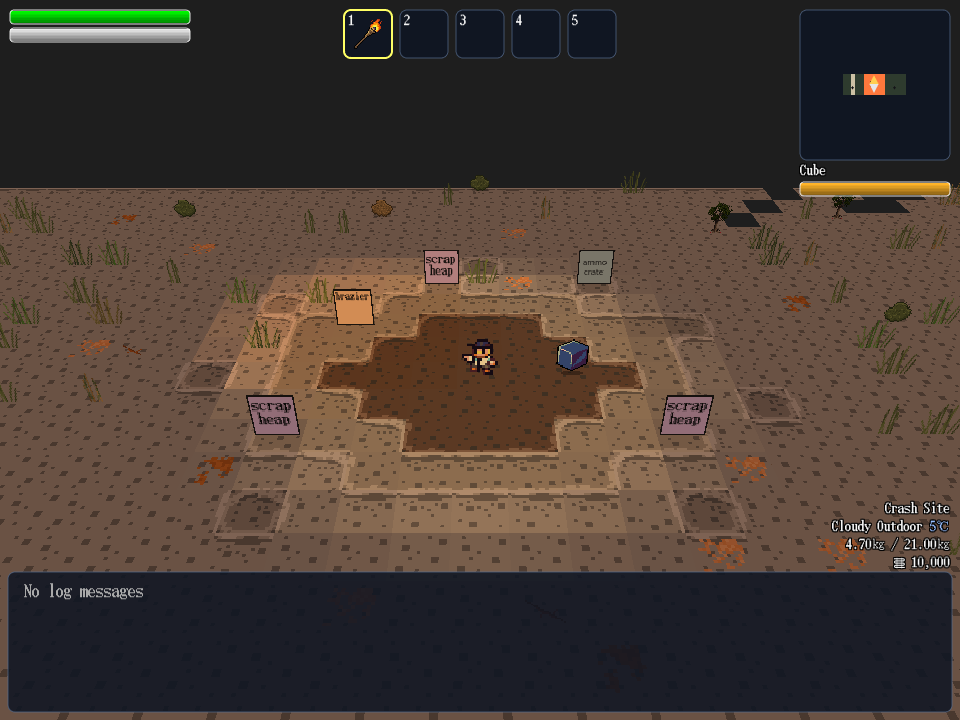 1
2
3
4
5
Cube
scrap
heap
ammo
crate
brazier
scrap
heap
scrap
heap
Crash Site
Cloudy Outdoor 5℃
4.70kg / 21.00kg
10,000
No log messages